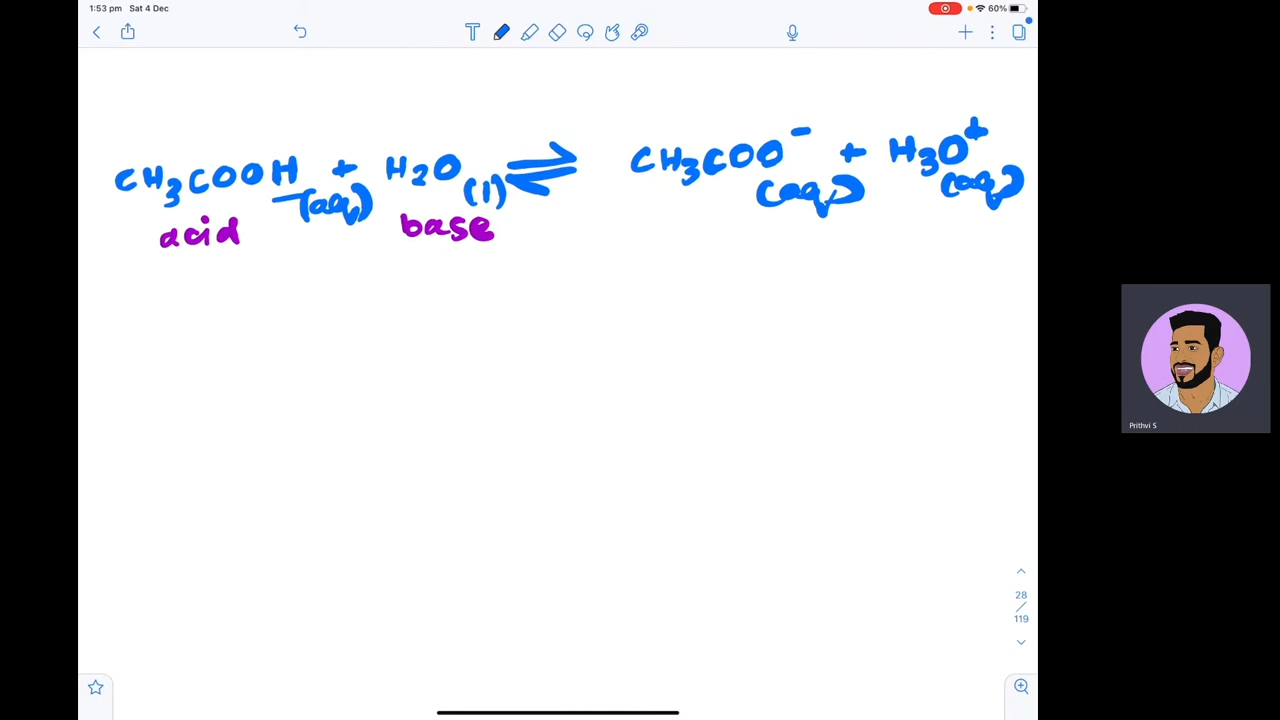 1:53 pm Sat 4 Dec 60%
CH3COOH (aq) + H2O (l) ⇌ CH3COO⁻ (aq) + H3O⁺ (aq)
acid base
Prithvi S
28
/
119